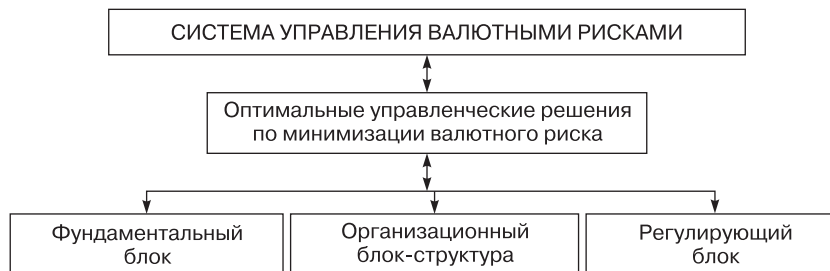 СИСТЕМА УПРАВЛЕНИЯ ВАЛЮТНЫМИ РИСКАМИ
Оптимальные управленческие решения
по минимизации валютного риска
Фундаментальный
блок
Организационный
блок-структура
Регулирующий
блок